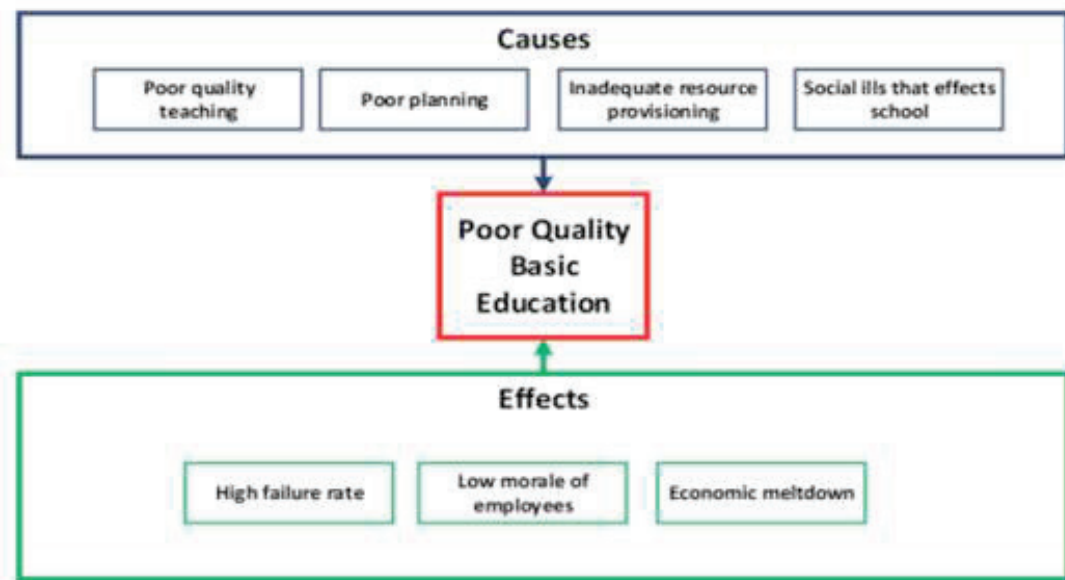 Causes
Poor quality
teaching
Poor planning
Inadequate resource
provisioning
Social ills that effects
school
Poor Quality
Basic
Education
Effects
High failure rate
Low morale of
employees
Economic meltdown